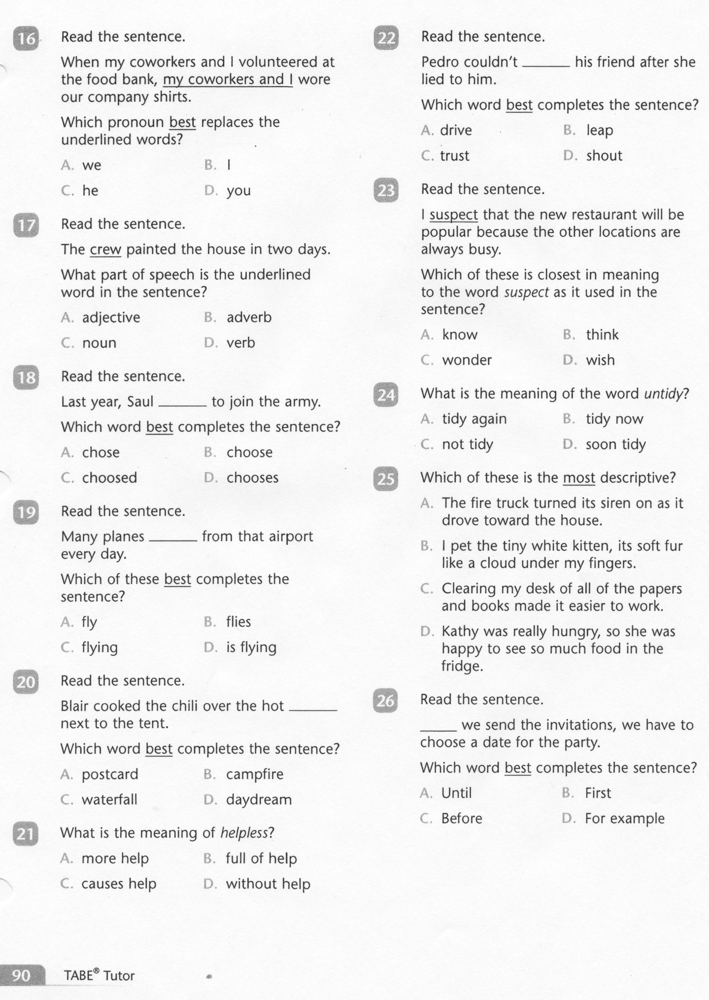 16 Read the sentence.
When my coworkers and I volunteered at
the food bank, my coworkers and I wore
our company shirts.
Which pronoun best replaces the
underlined words?
A. we B. I
C. he D. you
17 Read the sentence.
The crew painted the house in two days.
What part of speech is the underlined
word in the sentence?
A. adjective B. adverb
C. noun D. verb
18 Read the sentence.
Last year, Saul ______ to join the army.
Which word best completes the sentence?
A. chose B. choose
C. choosed D. chooses
19 Read the sentence.
Many planes ______ from that airport
every day.
Which of these best completes the
sentence?
A. fly B. flies
C. flying D. is flying
20 Read the sentence.
Blair cooked the chili over the hot ______
next to the tent.
Which word best completes the sentence?
A. postcard B. campfire
C. waterfall D. daydream
21 What is the meaning of helpless?
A. more help B. full of help
C. causes help D. without help
22 Read the sentence.
Pedro couldn't ______ his friend after she
lied to him.
Which word best completes the sentence?
A. drive B. leap
C. trust D. shout
23 Read the sentence.
I suspect that the new restaurant will be
popular because the other locations are
always busy.
Which of these is closest in meaning
to the word suspect as it used in the
sentence?
A. know B. think
C. wonder D. wish
24 What is the meaning of the word untidy?
A. tidy again B. tidy now
C. not tidy D. soon tidy
25 Which of these is the most descriptive?
A. The fire truck turned its siren on as it
drove toward the house.
B. I pet the tiny white kitten, its soft fur
like a cloud under my fingers.
C. Clearing my desk of all of the papers
and books made it easier to work.
D. Kathy was really hungry, so she was
happy to see so much food in the
fridge.
26 Read the sentence.
_____ we send the invitations, we have to
choose a date for the party.
Which word best completes the sentence?
A. Until B. First
C. Before D. For example
90 TABE® Tutor